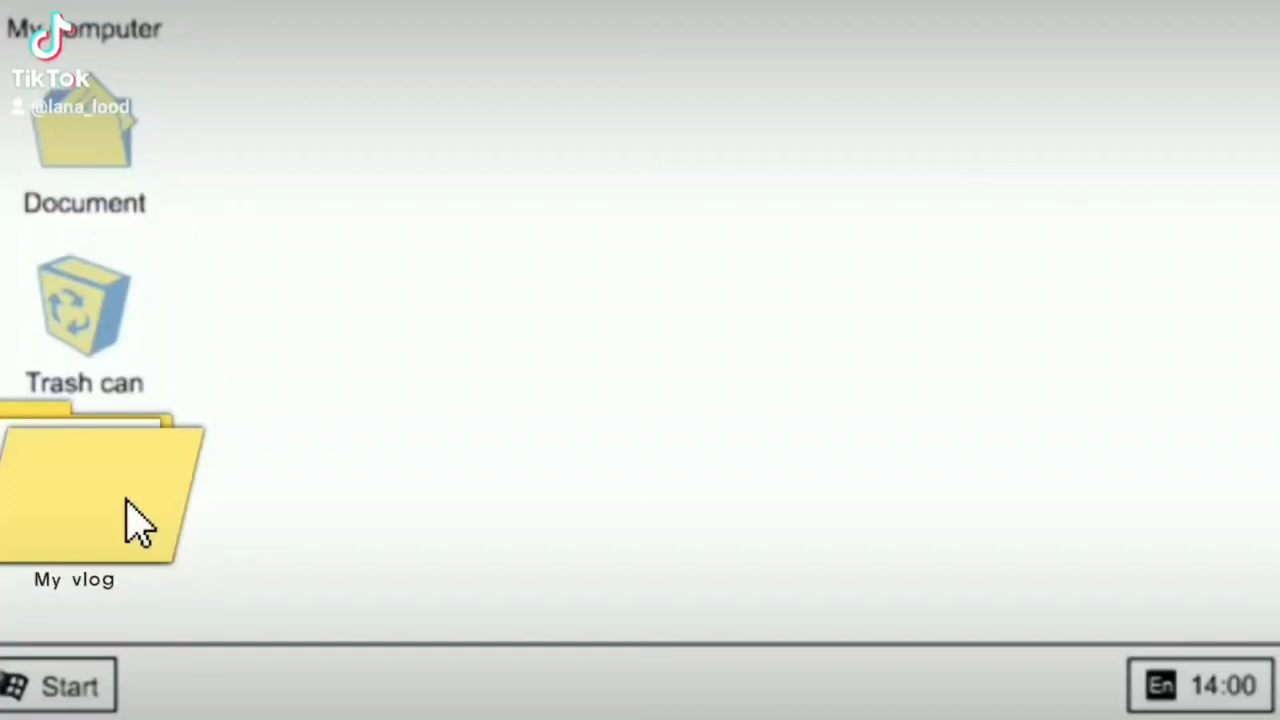 My Computer
TikTok
@lana_lood
Document
Trash can
My vlog
Start
En 14:00